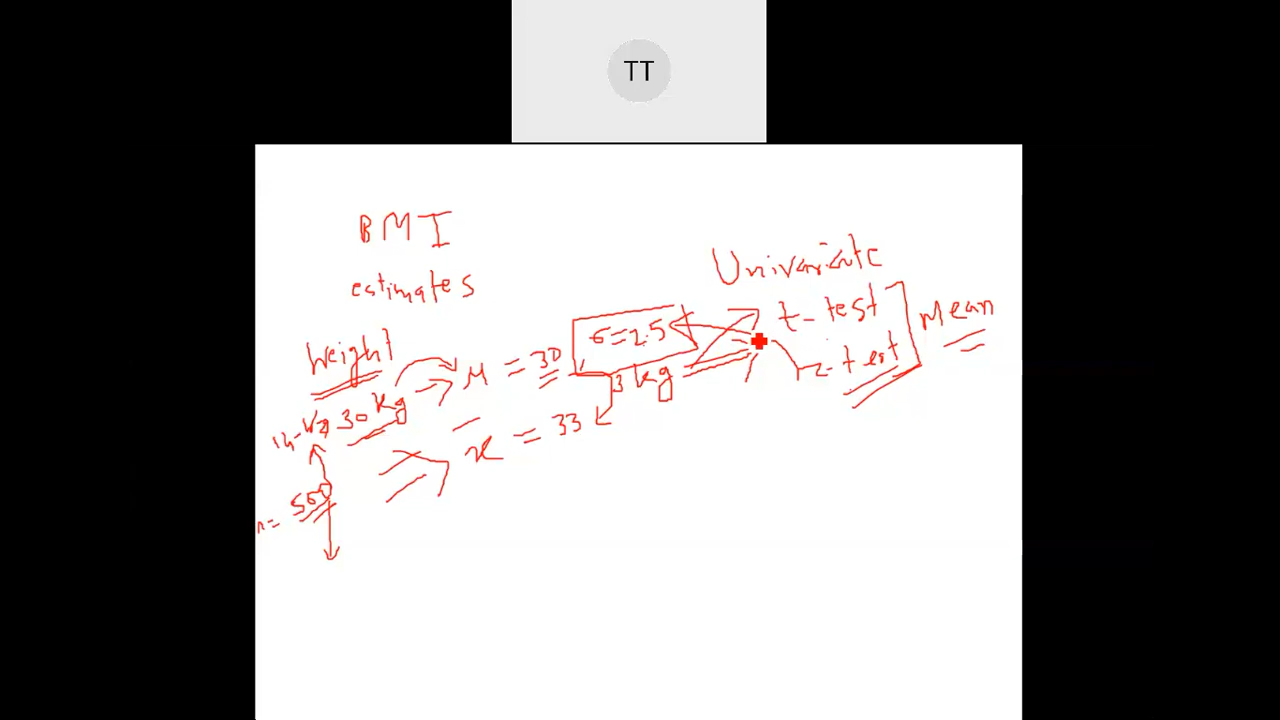 TT
BMI
estimates
Univariate
t-test
Mean
z-test
Weight
30 kg
M = 30
σ = 2.5
3 kg
x = 33
n = 500